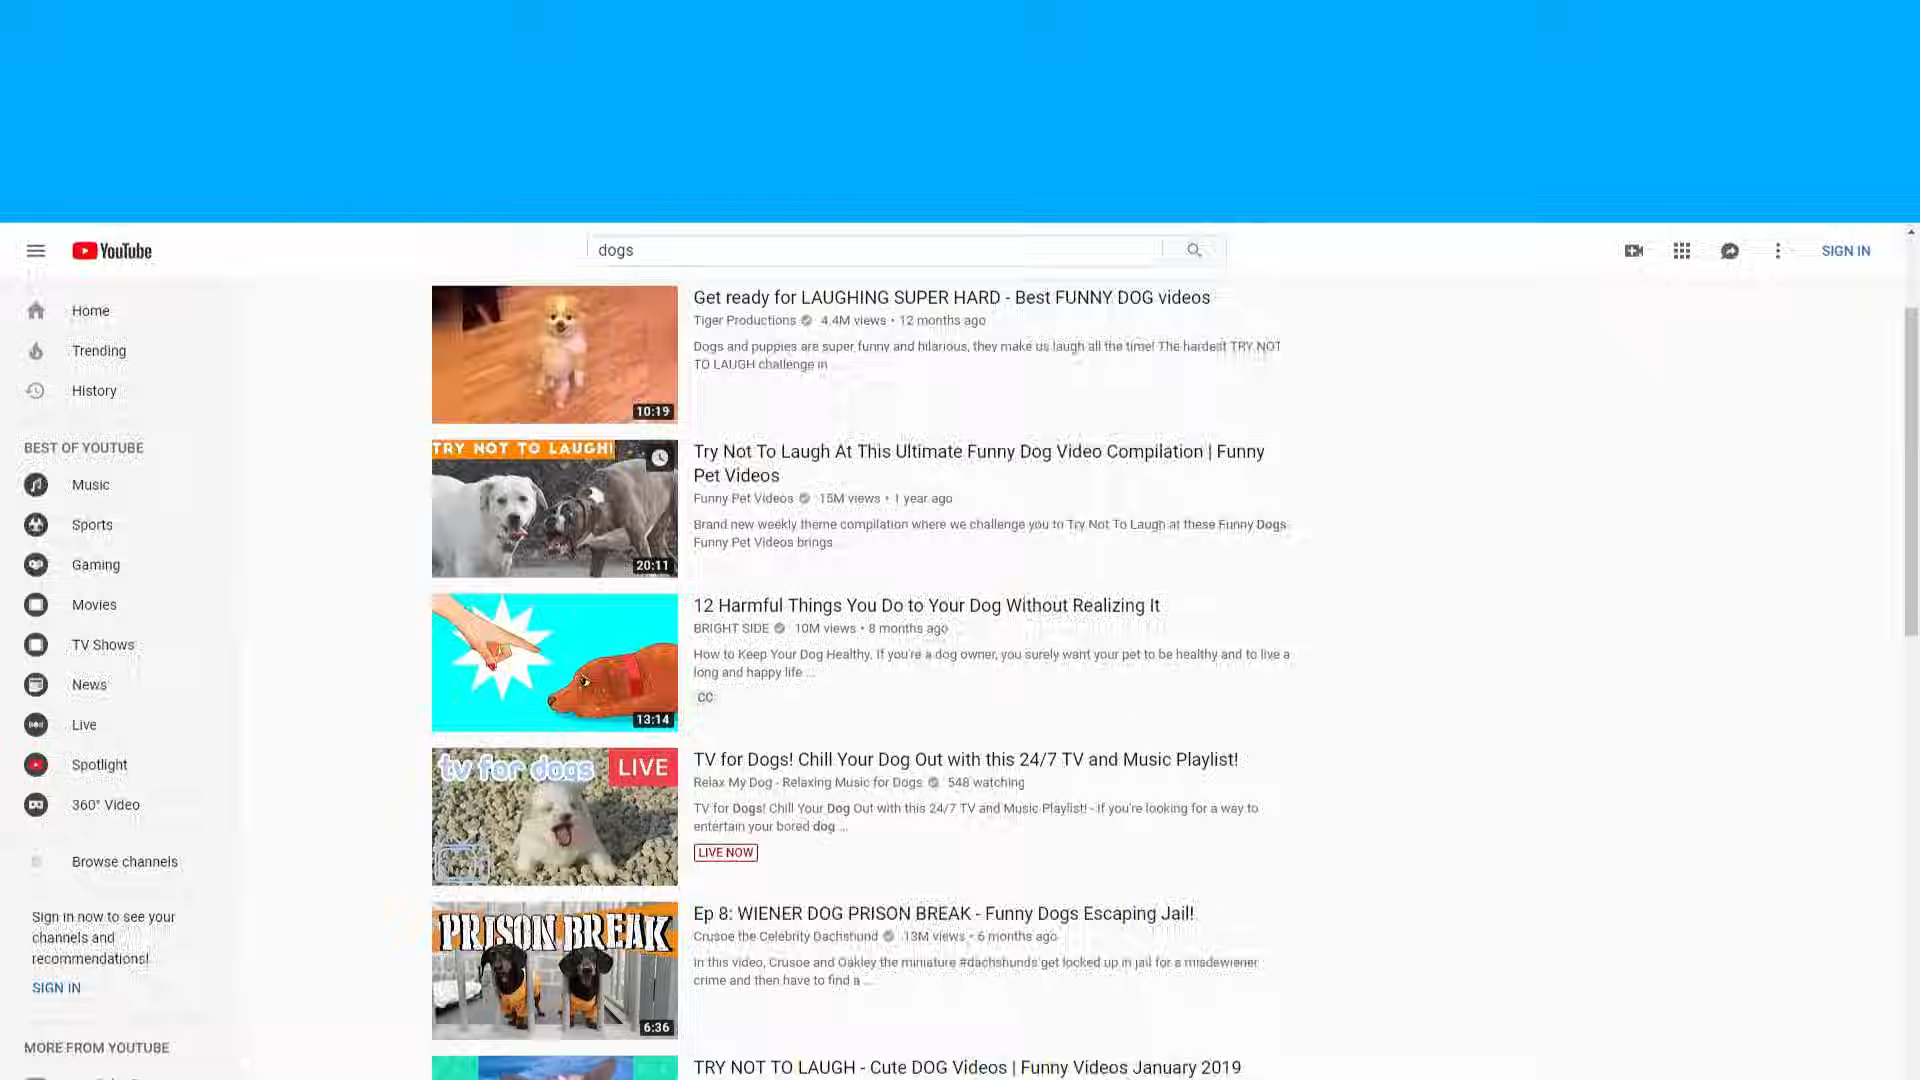 YouTube
dogs
SIGN IN
Home
Trending
History
BEST OF YOUTUBE
Music
Sports
Gaming
Movies
TV Shows
News
Live
Spotlight
360° Video
Browse channels
Sign in now to see your
channels and
recommendations!
SIGN IN
MORE FROM YOUTUBE
10:19
Get ready for LAUGHING SUPER HARD - Best FUNNY DOG videos
Tiger Productions 4.4M views • 12 months ago
Dogs and puppies are super funny and hilarious, they make us laugh all the time! The hardest TRY NOT
TO LAUGH challenge in
TRY NOT TO LAUGH!
20:11
Try Not To Laugh At This Ultimate Funny Dog Video Compilation | Funny
Pet Videos
Funny Pet Videos 15M views • 1 year ago
Brand new weekly theme compilation where we challenge you to Try Not To Laugh at these Funny Dogs.
Funny Pet Videos brings
13:14
12 Harmful Things You Do to Your Dog Without Realizing It
BRIGHT SIDE 10M views • 8 months ago
How to Keep Your Dog Healthy. If you're a dog owner, you surely want your pet to be healthy and to live a
long and happy life ...
CC
tv for dogs
LIVE
TV for Dogs! Chill Your Dog Out with this 24/7 TV and Music Playlist!
Relax My Dog - Relaxing Music for Dogs 548 watching
TV for Dogs! Chill Your Dog Out with this 24/7 TV and Music Playlist! - If you're looking for a way to
entertain your bored dog ...
LIVE NOW
PRISON BREAK
6:36
Ep 8: WIENER DOG PRISON BREAK - Funny Dogs Escaping Jail!
Crusoe the Celebrity Dachshund 13M views • 6 months ago
In this video, Crusoe and Oakley the miniature #dachshunds get locked up in jail for a misdewiener
crime and then have to find a ...
TRY NOT TO LAUGH - Cute DOG Videos | Funny Videos January 2019